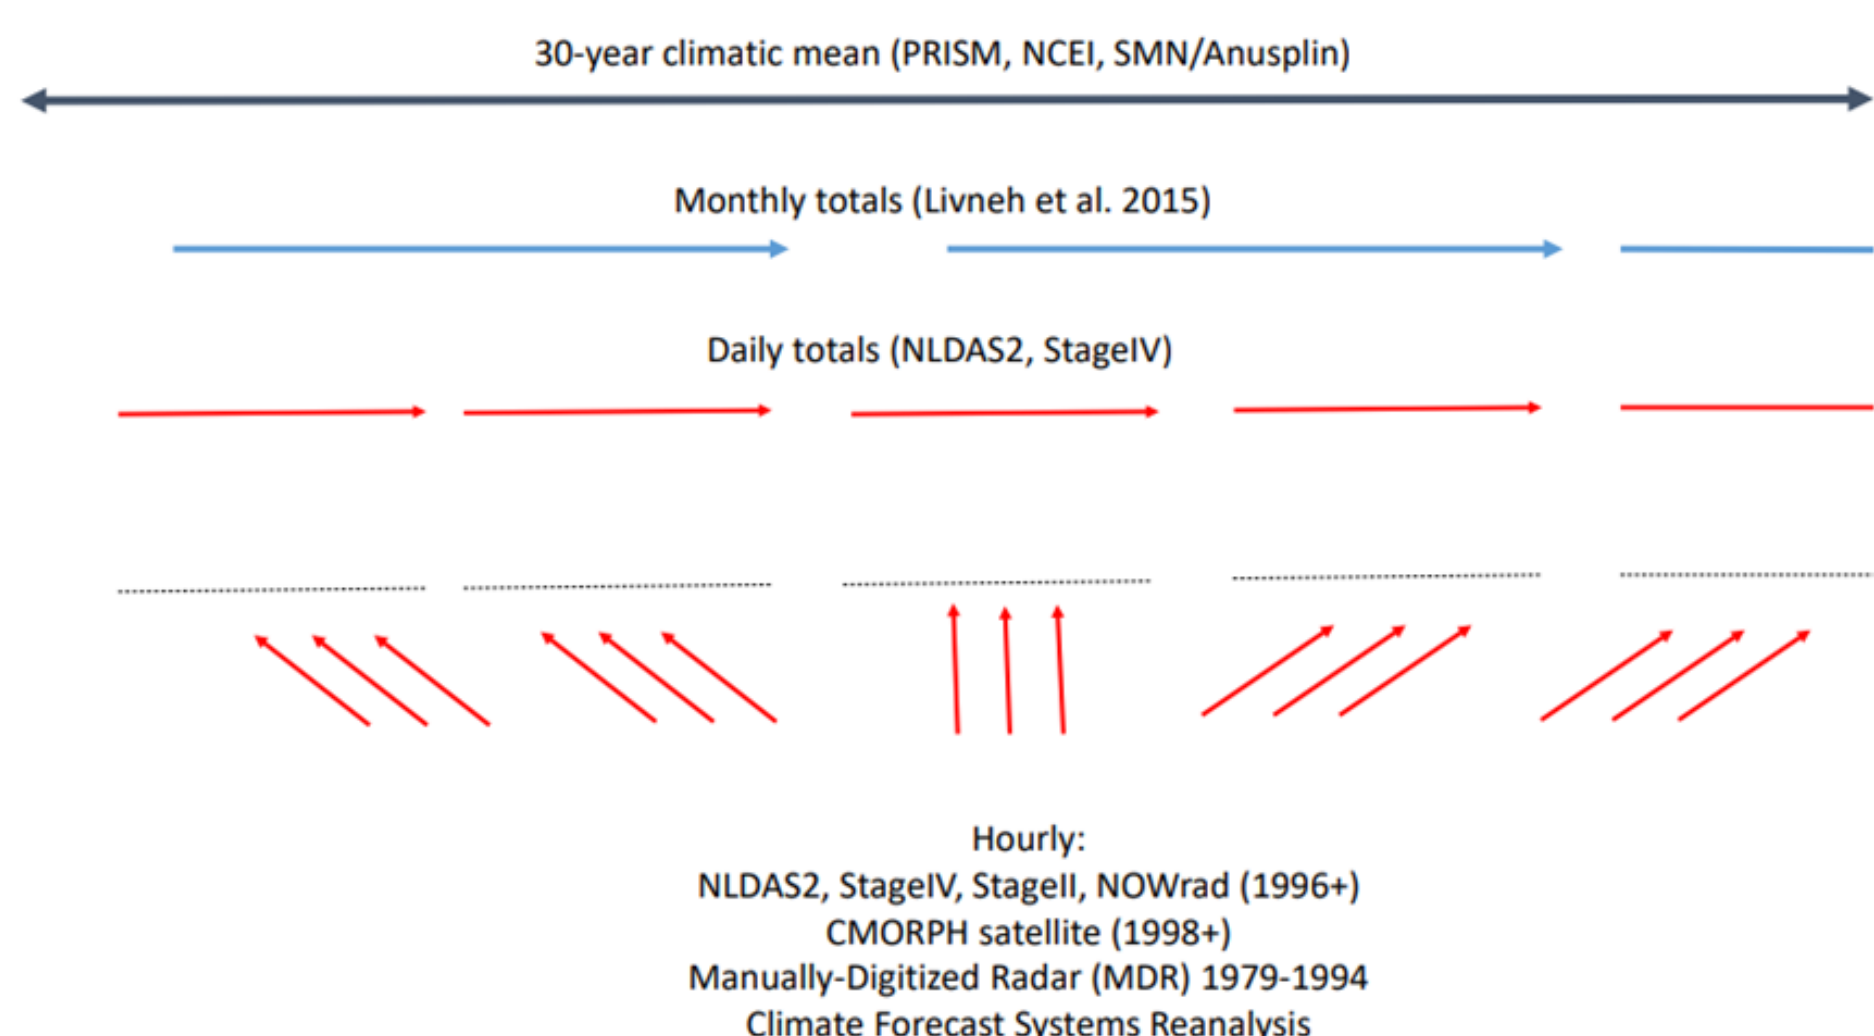 30-year climatic mean (PRISM, NCEI, SMN/Anusplin)
Monthly totals (Livneh et al. 2015)
Daily totals (NLDAS2, StageIV)
Hourly:
NLDAS2, StageIV, StageII, NOWrad (1996+)
CMORPH satellite (1998+)
Manually-Digitized Radar (MDR) 1979-1994
Climate Forecast Systems Reanalysis